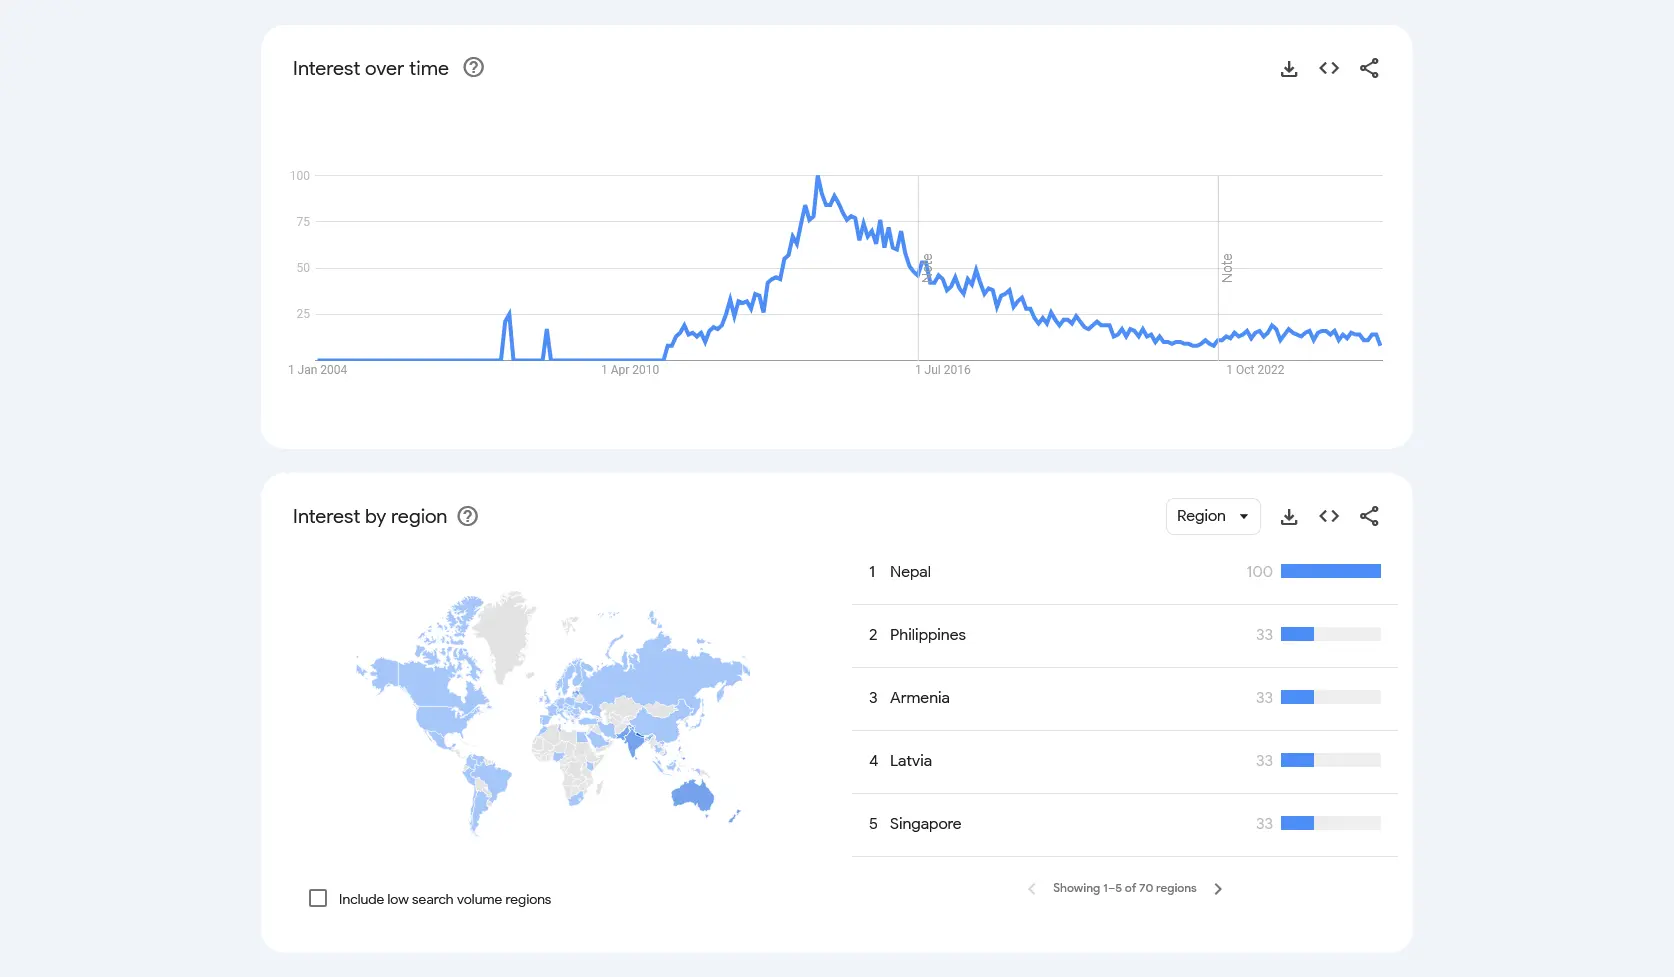 Interest over time
100
75
50
25
Note
Note
1 Jan 2004
1 Apr 2010
1 Jul 2016
1 Oct 2022
Interest by region
Region
1 Nepal 100
2 Philippines 33
3 Armenia 33
4 Latvia 33
5 Singapore 33
Include low search volume regions
Showing 1–5 of 70 regions